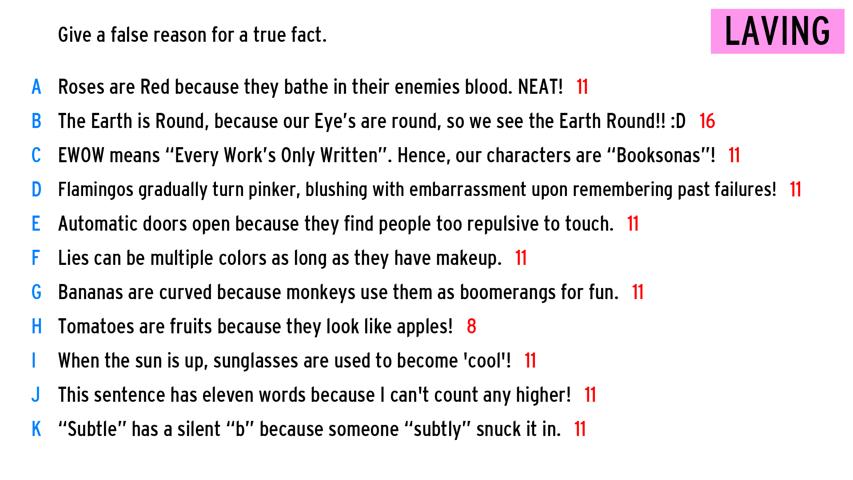 Give a false reason for a true fact.
LAVING
A Roses are Red because they bathe in their enemies blood. NEAT! 11
B The Earth is Round, because our Eye's are round, so we see the Earth Round!! :D 16
C EWOW means “Every Work's Only Written”. Hence, our characters are “Booksonas”! 11
D Flamingos gradually turn pinker, blushing with embarrassment upon remembering past failures! 11
E Automatic doors open because they find people too repulsive to touch. 11
F Lies can be multiple colors as long as they have makeup. 11
G Bananas are curved because monkeys use them as boomerangs for fun. 11
H Tomatoes are fruits because they look like apples! 8
I When the sun is up, sunglasses are used to become 'cool'! 11
J This sentence has eleven words because I can't count any higher! 11
K “Subtle” has a silent “b” because someone “subtly” snuck it in. 11